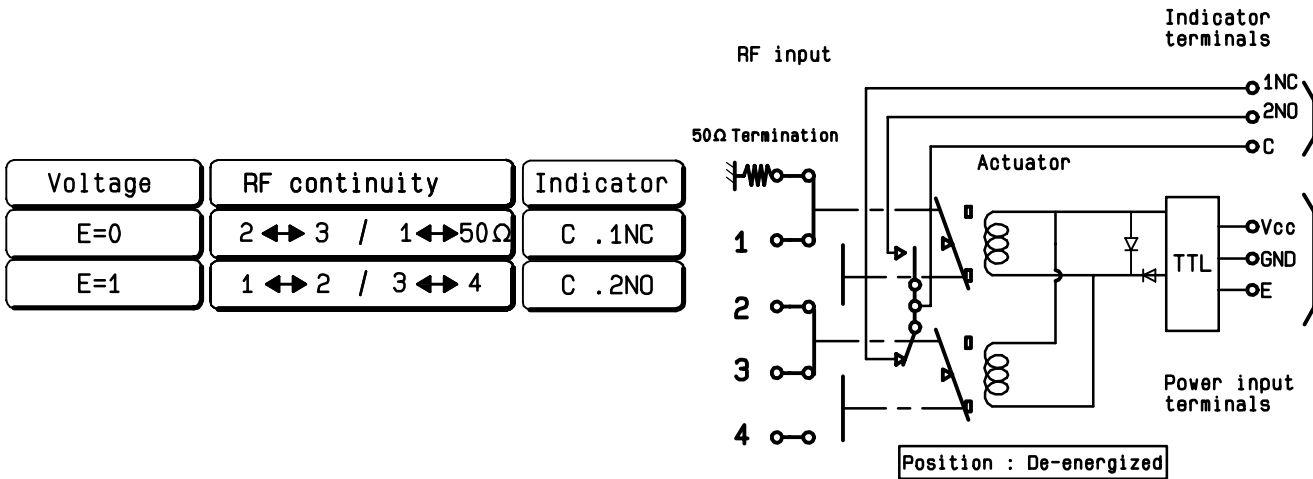 Voltage RF continuity Indicator
E=0 2 ↔ 3 / 1 ↔ 50Ω C .1NC
E=1 1 ↔ 2 / 3 ↔ 4 C .2NO
Indicator
terminals
RF input
1NC
2NO
C
50Ω Termination
Actuator
1
2
3
4
TTL
Vcc
GND
E
Power input
terminals
Position : De-energized